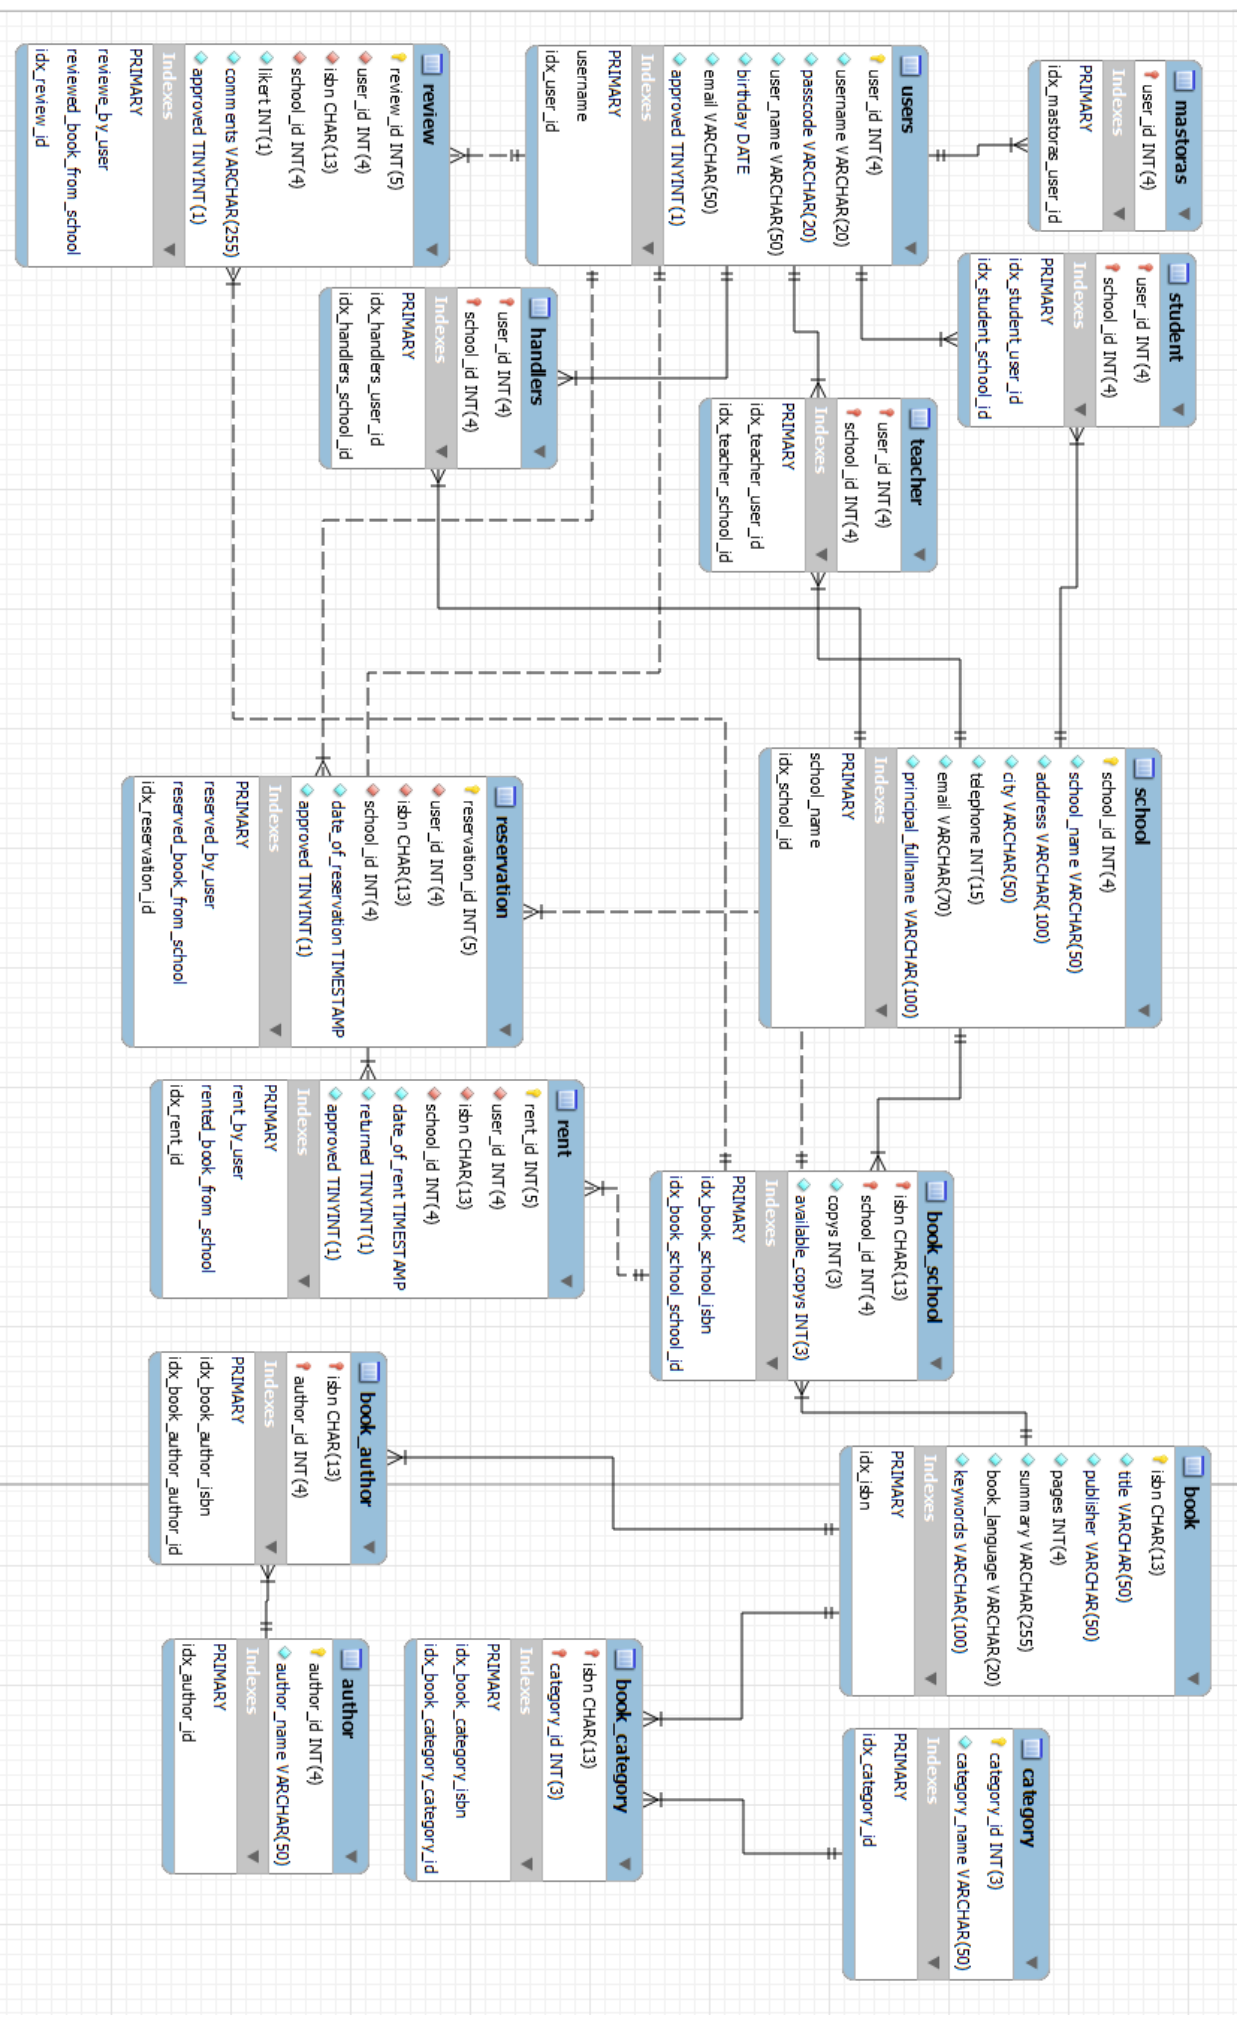 mastoras
user_id INT(4)
Indexes
PRIMARY
idx_mastoras_user_id
student
user_id INT(4)
school_id INT(4)
Indexes
PRIMARY
idx_student_user_id
idx_student_school_id
users
user_id INT(4)
username VARCHAR(20)
passcode VARCHAR(20)
user_name VARCHAR(50)
birthday DATE
email VARCHAR(50)
approved TINYINT(1)
Indexes
PRIMARY
username
idx_user_id
teacher
user_id INT(4)
school_id INT(4)
Indexes
PRIMARY
idx_teacher_user_id
idx_teacher_school_id
handlers
user_id INT(4)
school_id INT(4)
Indexes
PRIMARY
idx_handlers_user_id
idx_handlers_school_id
review
review_id INT(5)
user_id INT(4)
isbn CHAR(13)
school_id INT(4)
likert INT(1)
comments VARCHAR(255)
approved TINYINT(1)
Indexes
PRIMARY
reviewe_by_user
reviewed_book_from_school
idx_review_id
school
school_id INT(4)
school_name VARCHAR(50)
address VARCHAR(100)
city VARCHAR(50)
telephone INT(15)
email VARCHAR(70)
principal_fullname VARCHAR(100)
Indexes
PRIMARY
school_name
idx_school_id
reservation
reservation_id INT(5)
user_id INT(4)
isbn CHAR(13)
school_id INT(4)
date_of_reservation TIMESTAMP
approved TINYINT(1)
Indexes
PRIMARY
reserved_by_user
reserved_book_from_school
idx_reservation_id
rent
rent_id INT(5)
user_id INT(4)
isbn CHAR(13)
school_id INT(4)
date_of_rent TIMESTAMP
returned TINYINT(1)
approved TINYINT(1)
Indexes
PRIMARY
rent_by_user
rented_book_from_school
idx_rent_id
book_school
isbn CHAR(13)
school_id INT(4)
copys INT(3)
available_copys INT(3)
Indexes
PRIMARY
idx_book_school_isbn
idx_book_school_school_id
book
isbn CHAR(13)
title VARCHAR(50)
publisher VARCHAR(50)
pages INT(4)
summary VARCHAR(255)
book_language VARCHAR(20)
keywords VARCHAR(100)
Indexes
PRIMARY
idx_isbn
book_author
isbn CHAR(13)
author_id INT(4)
Indexes
PRIMARY
idx_book_author_isbn
idx_book_author_author_id
author
author_id INT(4)
author_name VARCHAR(50)
Indexes
PRIMARY
idx_author_id
book_category
isbn CHAR(13)
category_id INT(3)
Indexes
PRIMARY
idx_book_category_isbn
idx_book_category_category_id
category
category_id INT(3)
category_name VARCHAR(50)
Indexes
PRIMARY
idx_category_id